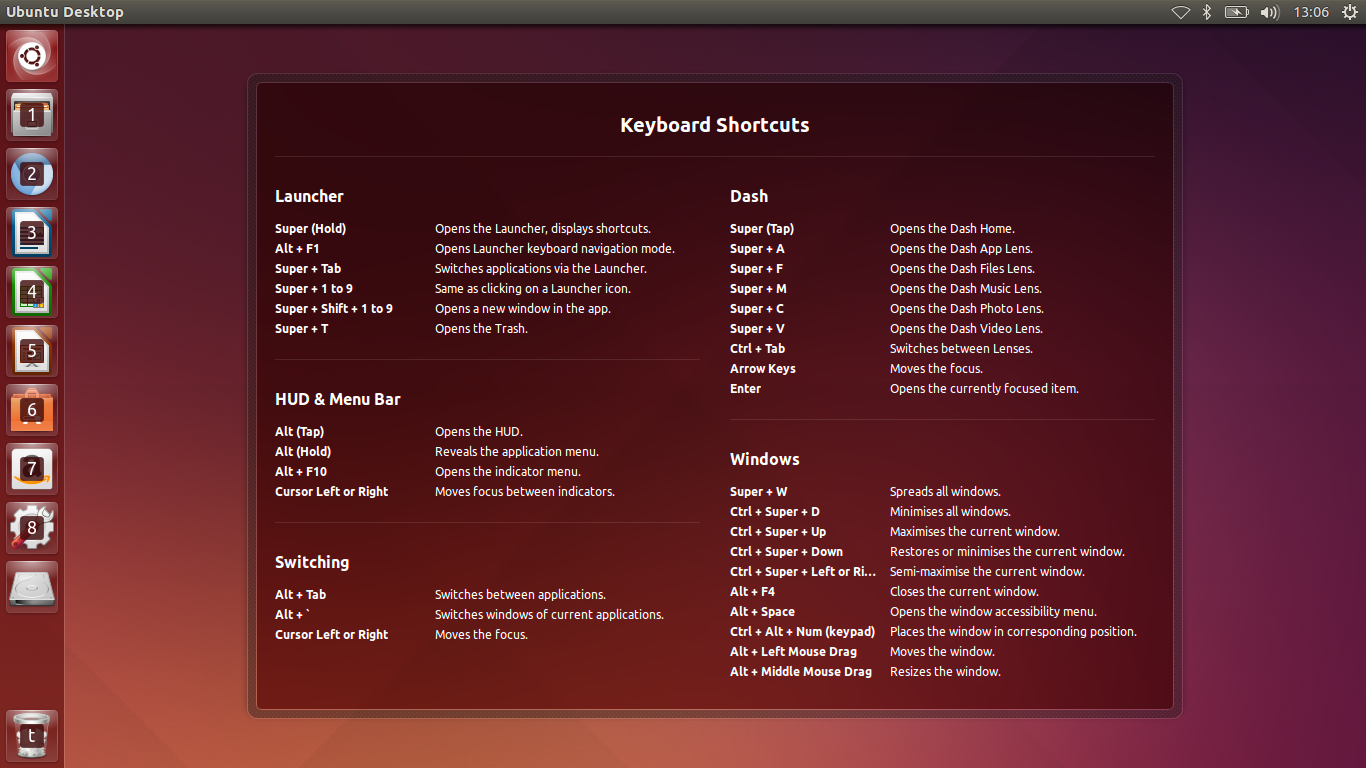 Ubuntu Desktop
13:06
1
2
3
4
5
6
7
8
t
Keyboard Shortcuts
Launcher
Super (Hold) Opens the Launcher, displays shortcuts.
Alt + F1 Opens Launcher keyboard navigation mode.
Super + Tab Switches applications via the Launcher.
Super + 1 to 9 Same as clicking on a Launcher icon.
Super + Shift + 1 to 9 Opens a new window in the app.
Super + T Opens the Trash.
HUD & Menu Bar
Alt (Tap) Opens the HUD.
Alt (Hold) Reveals the application menu.
Alt + F10 Opens the indicator menu.
Cursor Left or Right Moves focus between indicators.
Switching
Alt + Tab Switches between applications.
Alt + ` Switches windows of current applications.
Cursor Left or Right Moves the focus.
Dash
Super (Tap) Opens the Dash Home.
Super + A Opens the Dash App Lens.
Super + F Opens the Dash Files Lens.
Super + M Opens the Dash Music Lens.
Super + C Opens the Dash Photo Lens.
Super + V Opens the Dash Video Lens.
Ctrl + Tab Switches between Lenses.
Arrow Keys Moves the focus.
Enter Opens the currently focused item.
Windows
Super + W Spreads all windows.
Ctrl + Super + D Minimises all windows.
Ctrl + Super + Up Maximises the current window.
Ctrl + Super + Down Restores or minimises the current window.
Ctrl + Super + Left or Ri... Semi-maximise the current window.
Alt + F4 Closes the current window.
Alt + Space Opens the window accessibility menu.
Ctrl + Alt + Num (keypad) Places the window in corresponding position.
Alt + Left Mouse Drag Moves the window.
Alt + Middle Mouse Drag Resizes the window.